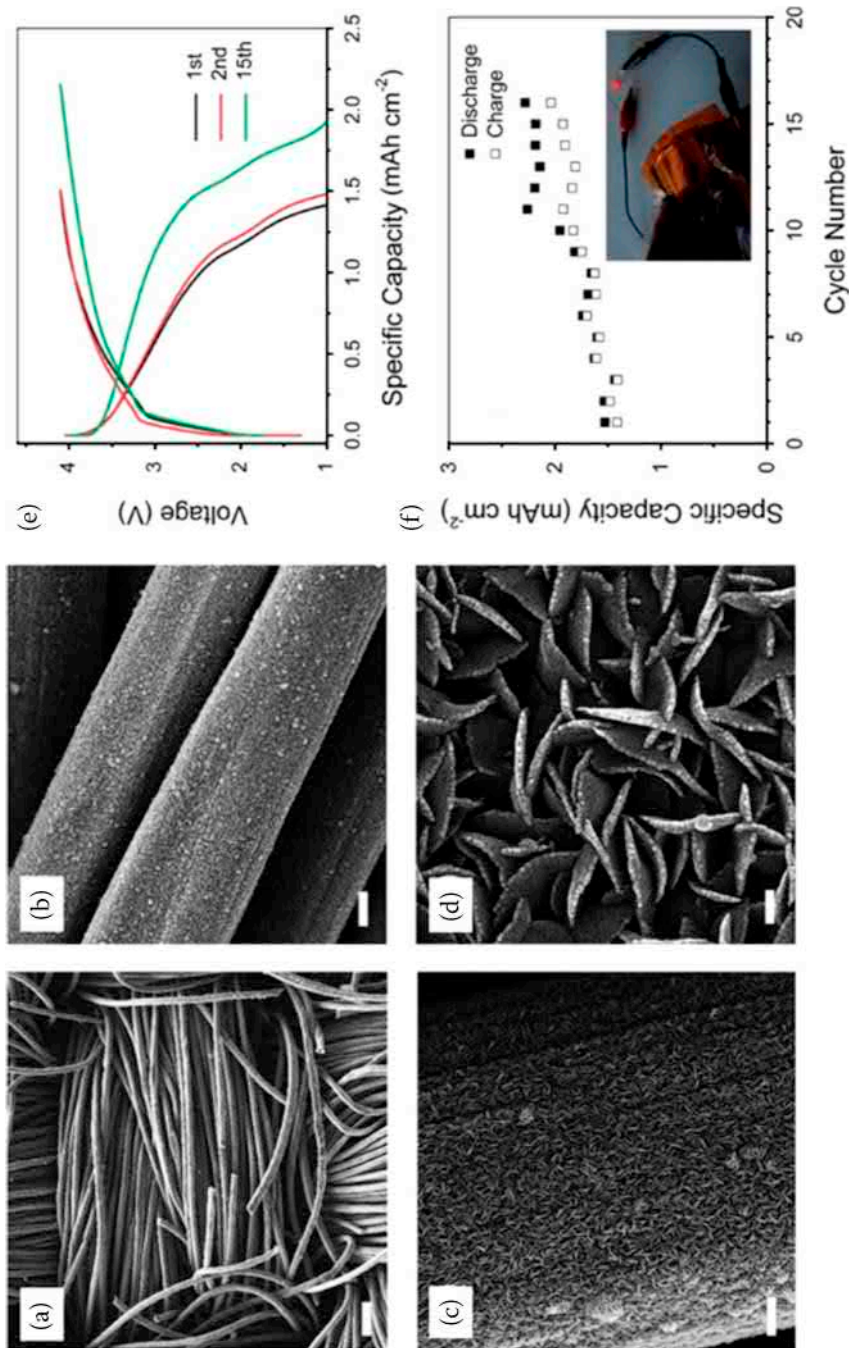 (a)
(b)
(c)
(d)
(e)
Voltage (V)
4
3
2
1
0.0
0.5
1.0
1.5
2.0
2.5
Specific Capacity (mAh cm⁻²)
1st
2nd
15th
(f)
Specific Capacity (mAh cm⁻²)
3
2
1
0
0
5
10
15
20
Cycle Number
Discharge
Charge